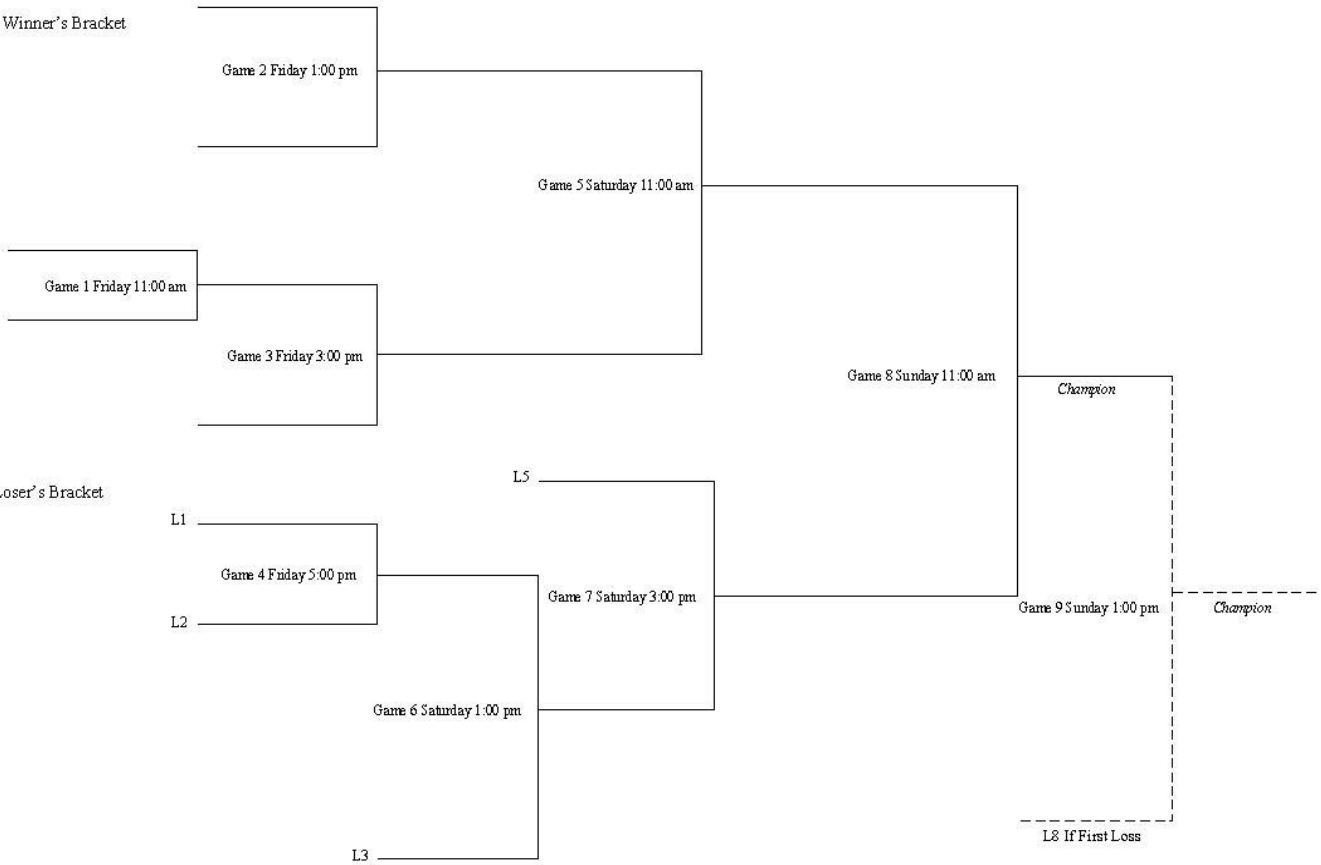 Winner's Bracket
Game 2 Friday 1:00 pm
Game 5 Saturday 11:00 am
Game 1 Friday 11:00 am
Game 3 Friday 3:00 pm
Game 8 Sunday 11:00 am
Champion
L5
Loser's Bracket
L1
Game 4 Friday 5:00 pm
Game 7 Saturday 3:00 pm
Game 9 Sunday 1:00 pm
Champion
L2
Game 6 Saturday 1:00 pm
L8 If First Loss
L3